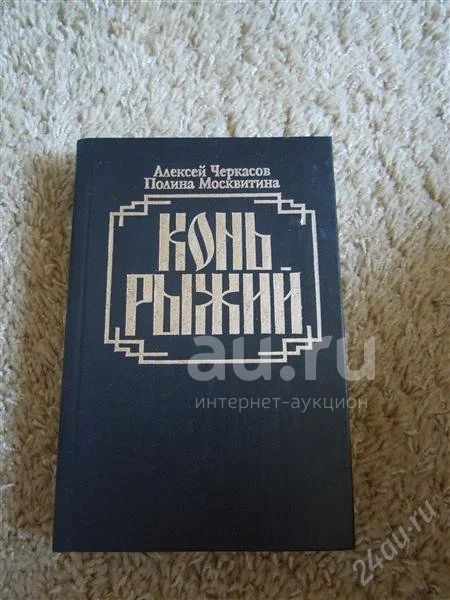 Алексей Черкасов
Полина Москвитина
КОНЬ
РЫЖИЙ
au.ru
интернет-аукцион
24au.ru